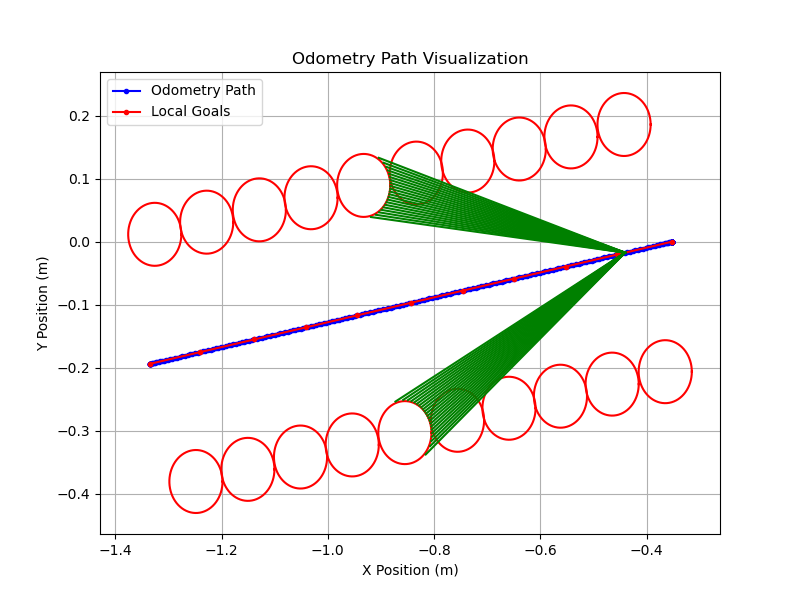 Odometry Path Visualization
Odometry Path
Local Goals
Y Position (m)
0.2
0.1
0.0
−0.1
−0.2
−0.3
−0.4
−1.4
−1.2
−1.0
−0.8
−0.6
−0.4
X Position (m)